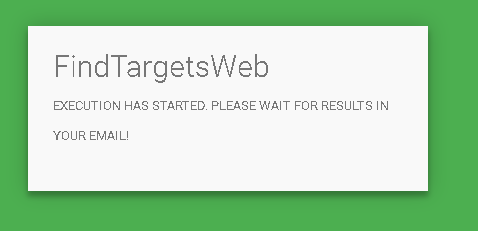 FindTargetsWeb
EXECUTION HAS STARTED. PLEASE WAIT FOR RESULTS IN
YOUR EMAIL!